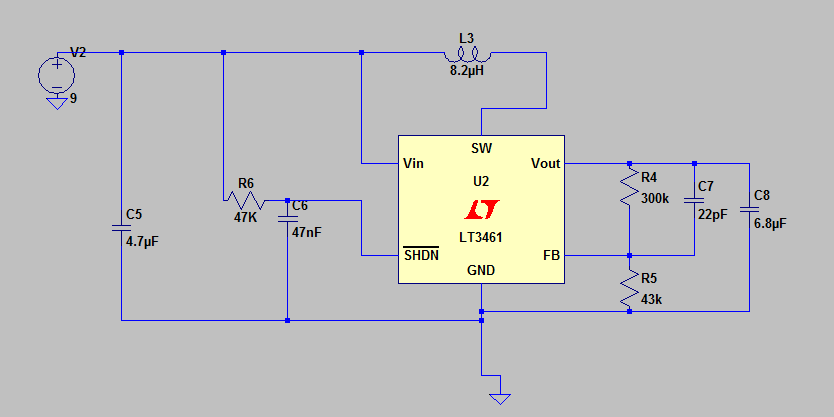 V2
9
L3
8.2µH
SW
Vin
Vout
U2
LT3461
SHDN
FB
GND
R6
47K
C6
47nF
C5
4.7µF
R4
300k
C7
22pF
C8
6.8µF
R5
43k